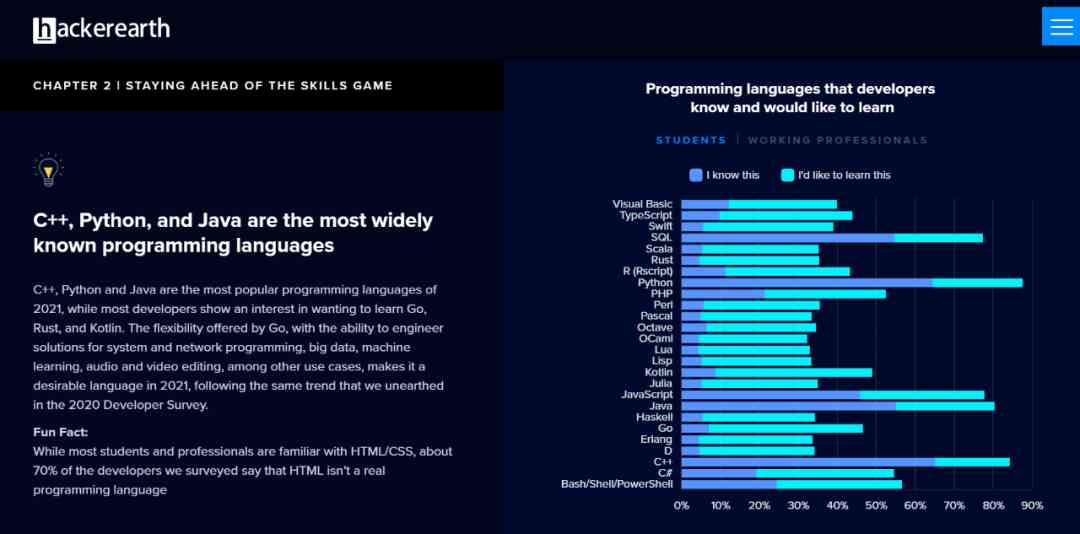 hackerearth
CHAPTER 2 | STAYING AHEAD OF THE SKILLS GAME
C++, Python, and Java are the most widely
known programming languages
C++, Python and Java are the most popular programming languages of
2021, while most developers show an interest in wanting to learn Go,
Rust, and Kotlin. The flexibility offered by Go, with the ability to engineer
solutions for system and network programming, big data, machine
learning, audio and video editing, among other use cases, makes it a
desirable language in 2021, following the same trend that we unearthed
in the 2020 Developer Survey.
Fun Fact:
While most students and professionals are familiar with HTML/CSS, about
70% of the developers we surveyed say that HTML isn't a real
programming language
Programming languages that developers
know and would like to learn
STUDENTS | WORKING PROFESSIONALS
I know this I'd like to learn this
Visual Basic
TypeScript
Swift
SQL
Scala
Rust
R (Rscript)
Python
PHP
Perl
Pascal
Octave
OCaml
Lua
Lisp
Kotlin
Julia
JavaScript
Java
Haskell
Go
Erlang
D
C++
C#
Bash/Shell/PowerShell
0% 10% 20% 30% 40% 50% 60% 70% 80% 90%